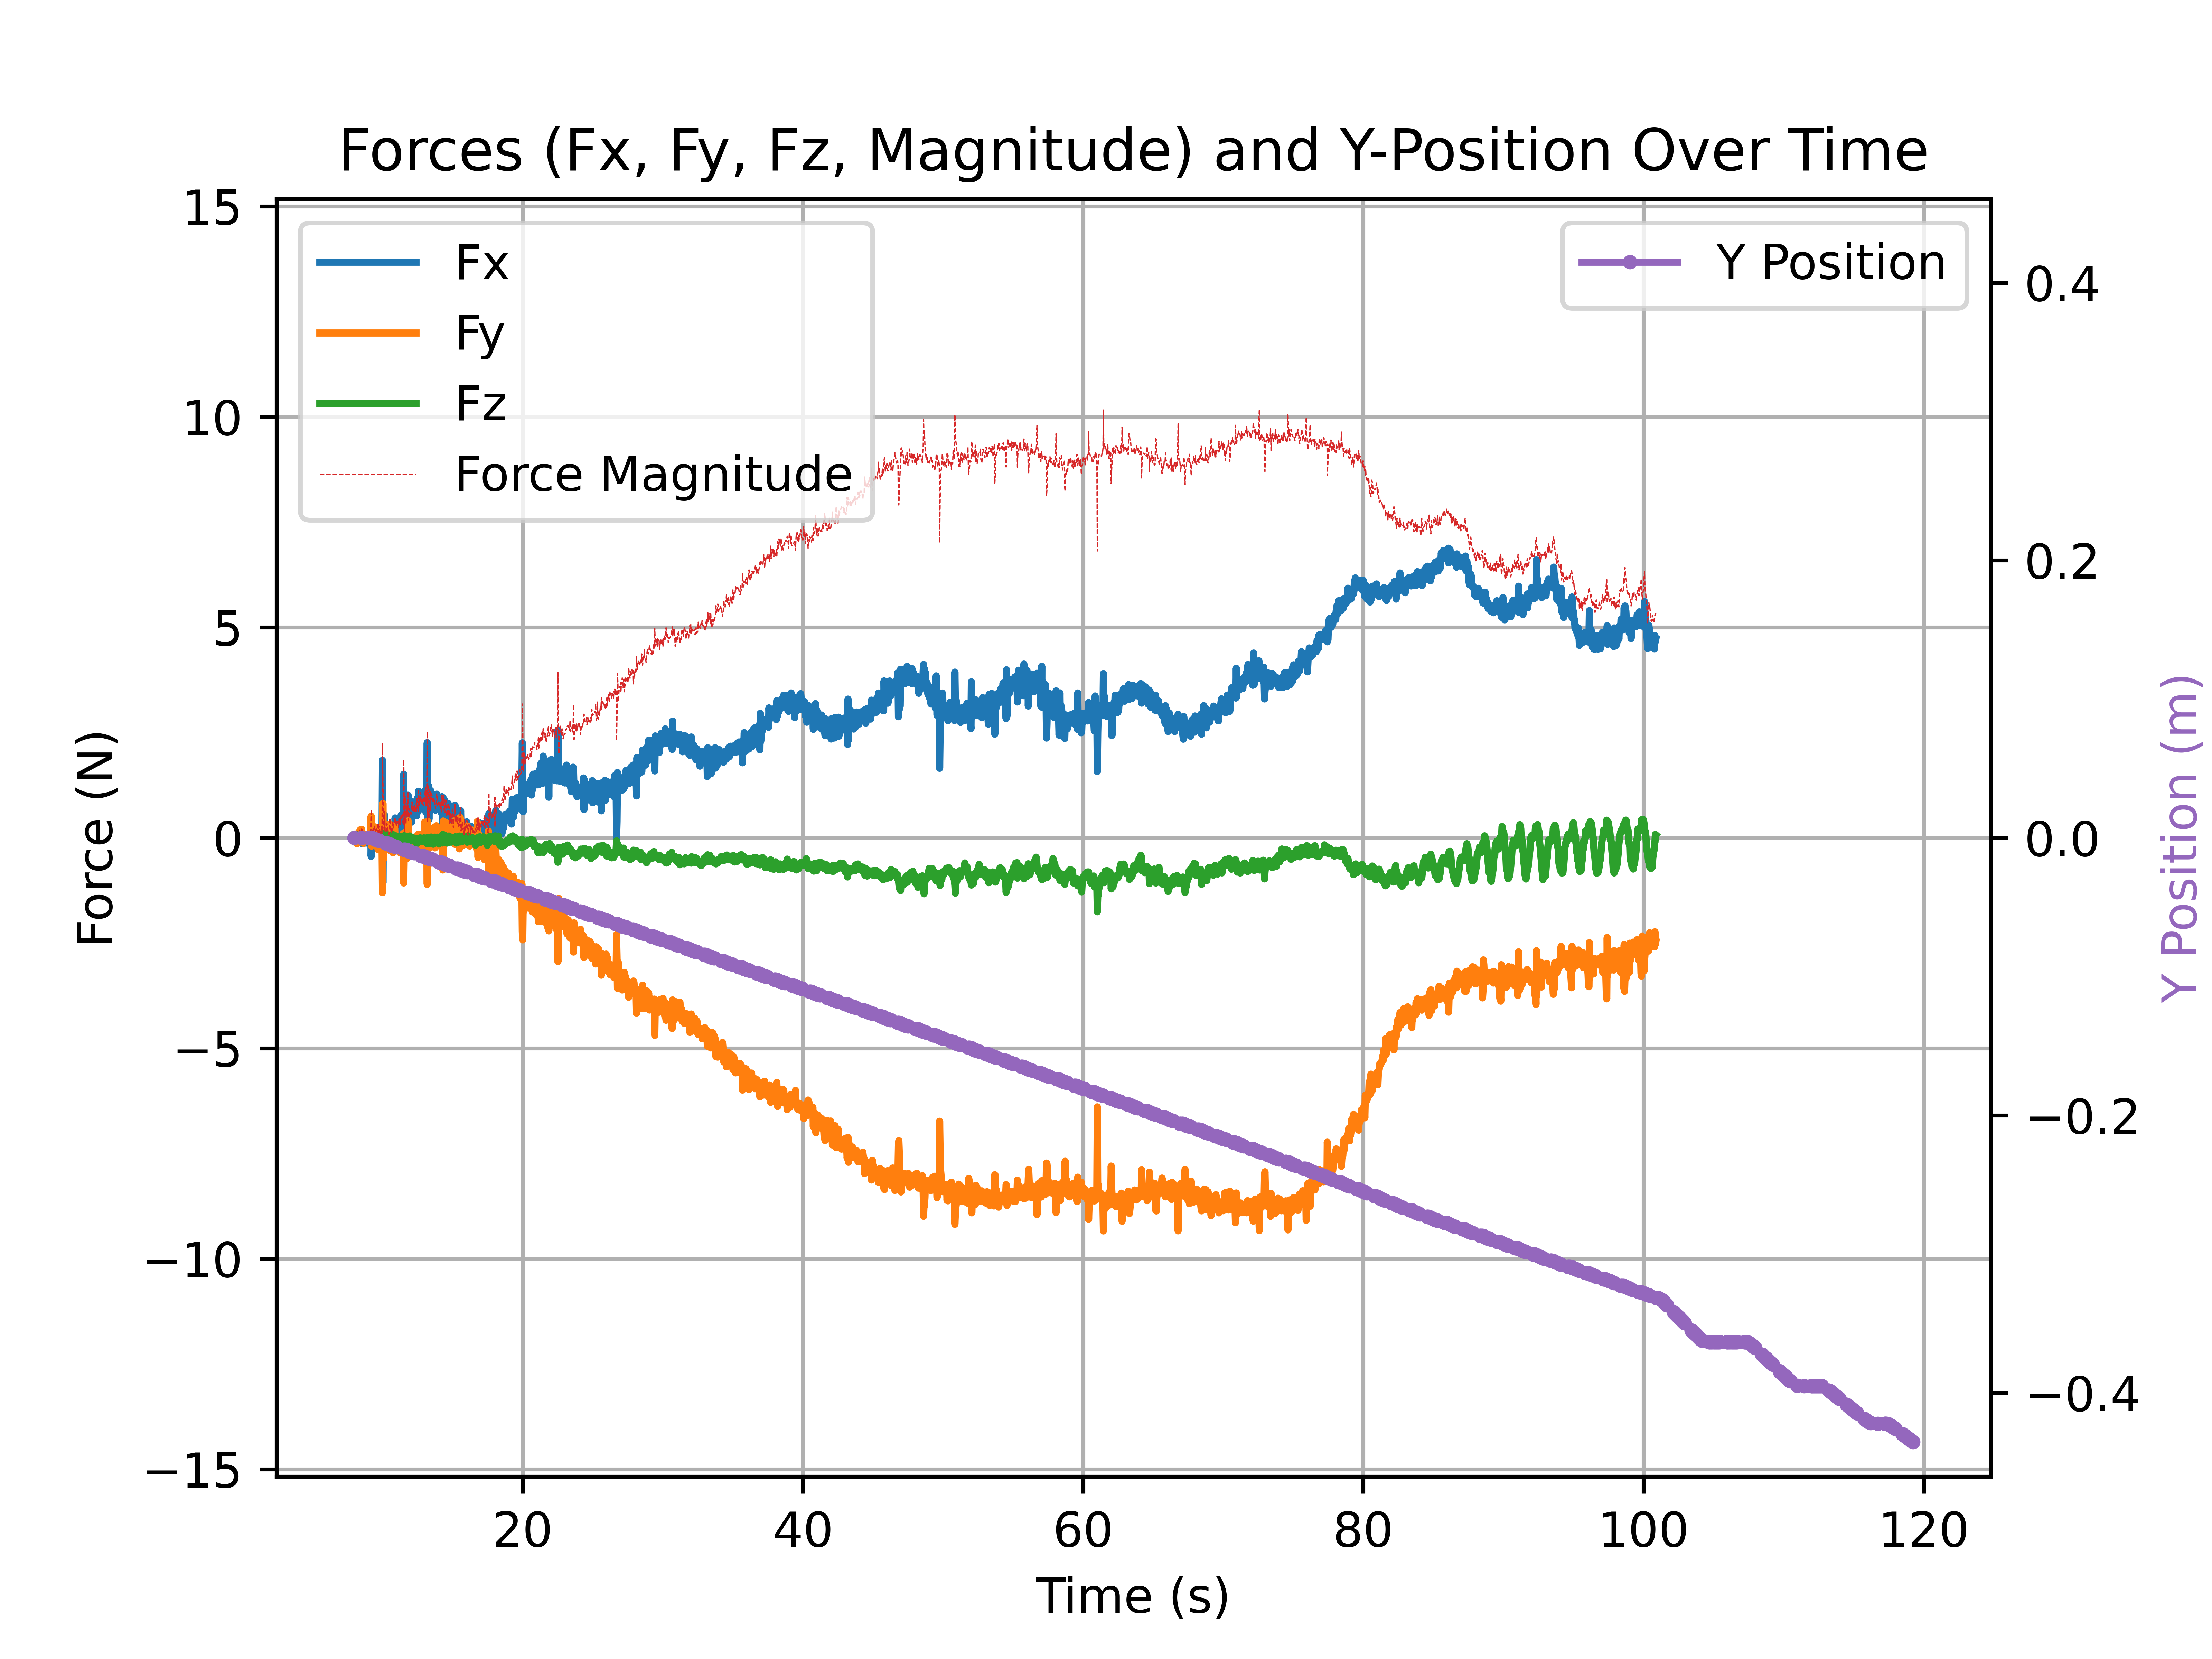 Forces (Fx, Fy, Fz, Magnitude) and Y-Position Over Time
Fx
Fy
Fz
Force Magnitude
Y Position
15
10
5
0
−5
−10
−15
Force (N)
0.4
0.2
0.0
−0.2
−0.4
Y Position (m)
20 40 60 80 100 120
Time (s)